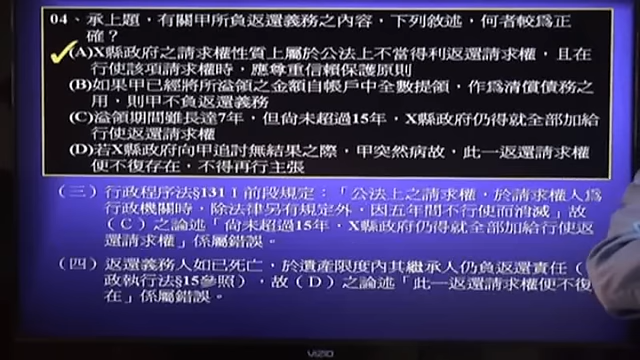 04、承上題，有關甲所負返還義務之內容，下列敘述，何者較為正
確？
(A)X縣政府之請求權性質上屬於公法上不當得利返還請求權，且在
行使該項請求權時，應尊重信賴保護原則
(B)如果甲已經將所溢領之金額自帳戶中全數提領，作為清償債務之
用，則甲不負返還義務
(C)溢領期間雖長達7年，但尚未超過15年，X縣政府仍得就全部加給
行使返還請求權
(D)若X縣政府向甲追討無結果之際，甲突然病故，此一返還請求權
便不復存在，不得再行主張
（三）行政程序法§131 I 前段規定：「公法上之請求權，於請求權人為
行政機關時，除法律另有規定外，因五年間不行使而消滅」故
（C）之論述「尚未超過15年，X縣政府仍得就全部加給行使返
還請求權」係屬錯誤。
（四）返還義務人如已死亡，於遺產限度內其繼承人仍負返還責任（
政執行法§15參照），故（D）之論述「此一返還請求權便不復
在」係屬錯誤。
VIZIO